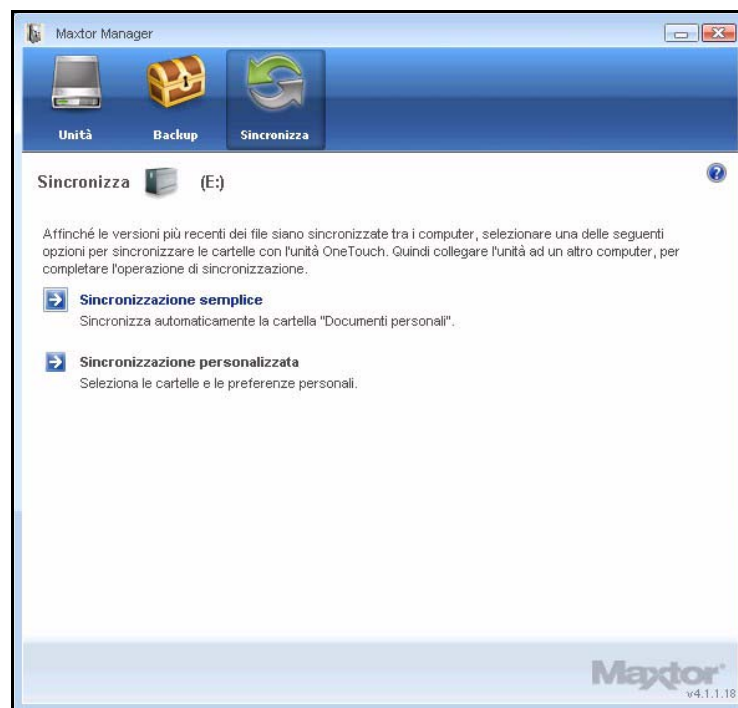 Maxtor Manager
Unità Backup Sincronizza
Sincronizza (E:)
Affinché le versioni più recenti dei file siano sincronizzate tra i computer, selezionare una delle seguenti
opzioni per sincronizzare le cartelle con l'unità OneTouch. Quindi collegare l'unità ad un altro computer, per
completare l'operazione di sincronizzazione.
Sincronizzazione semplice
Sincronizza automaticamente la cartella "Documenti personali".
Sincronizzazione personalizzata
Seleziona le cartelle e le preferenze personali.
Maxtor
v4.1.1.18